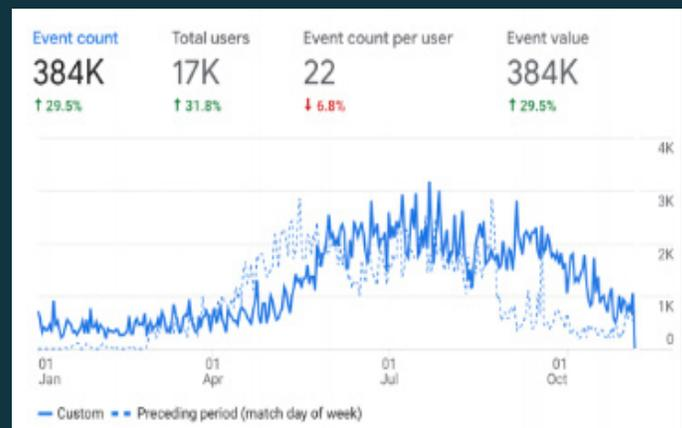 Event count Total users Event count per user Event value
384K 17K 22 384K
↑ 29.5% ↑ 31.8% ↓ 6.8% ↑ 29.5%
4K
3K
2K
1K
0
01 01 01 01
Jan Apr Jul Oct
Custom Preceding period (match day of week)